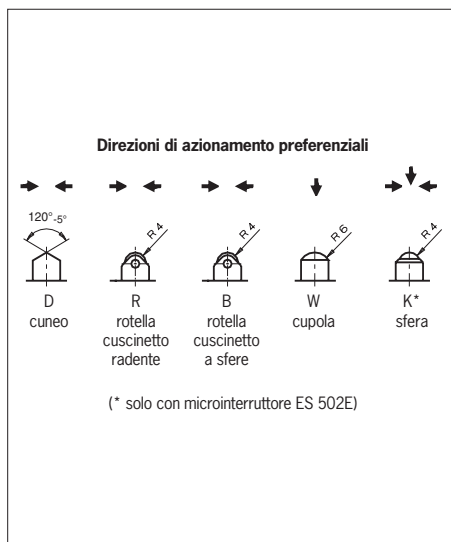 Direzioni di azionamento preferenziali
120°-5°
R 4
R 4
R 6
R 4
D
cuneo
R
rotella
cuscinetto
radente
B
rotella
cuscinetto
a sfere
W
cupola
K*
sfera
(* solo con microinterruttore ES 502E)